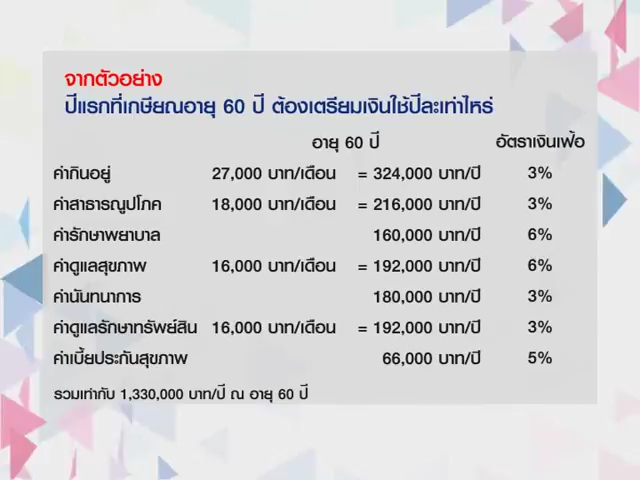 จากตัวอย่าง
ปีแรกที่เกษียณอายุ 60 ปี ต้องเตรียมเงินใช้ปีละเท่าไหร่
อายุ 60 ปี อัตราเงินเฟ้อ
ค่ากินอยู่ 27,000 บาท/เดือน = 324,000 บาท/ปี 3%
ค่าสาธารณูปโภค 18,000 บาท/เดือน = 216,000 บาท/ปี 3%
ค่ารักษาพยาบาล 160,000 บาท/ปี 6%
ค่าดูแลสุขภาพ 16,000 บาท/เดือน = 192,000 บาท/ปี 6%
ค่านันทนาการ 180,000 บาท/ปี 3%
ค่าดูแลรักษาทรัพย์สิน 16,000 บาท/เดือน = 192,000 บาท/ปี 3%
ค่าเบี้ยประกันสุขภาพ 66,000 บาท/ปี 5%
รวมเท่ากับ 1,330,000 บาท/ปี ณ อายุ 60 ปี